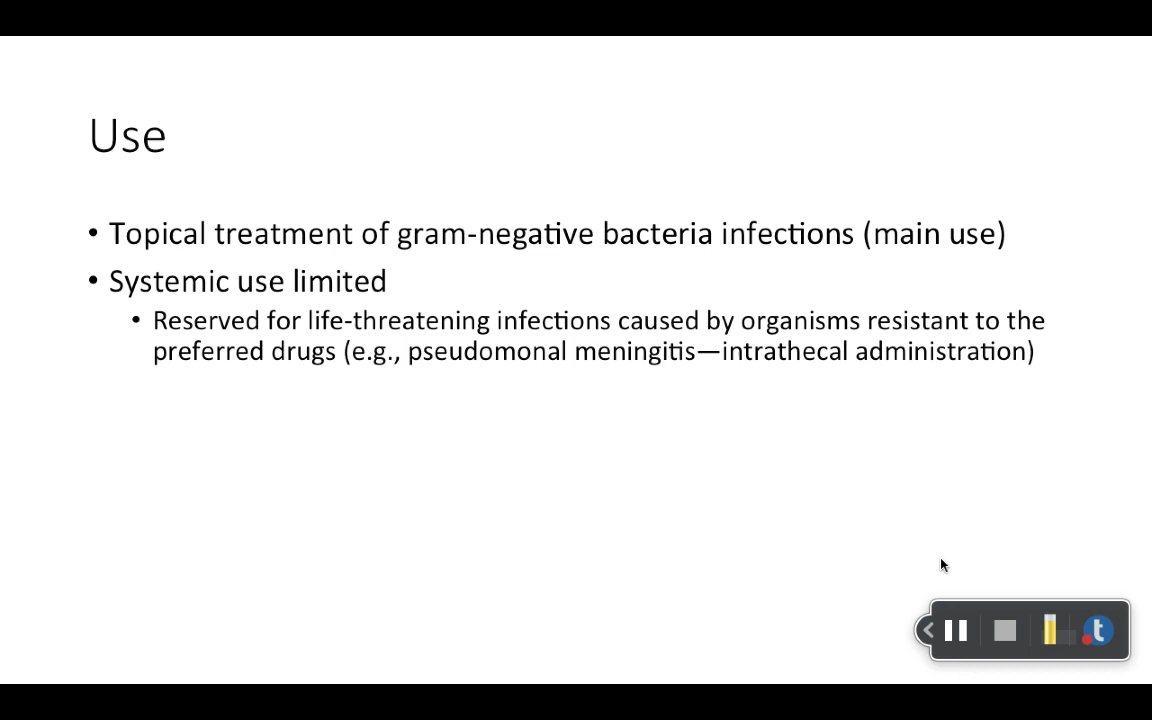 Use
• Topical treatment of gram-negative bacteria infections (main use)
• Systemic use limited
• Reserved for life-threatening infections caused by organisms resistant to the
preferred drugs (e.g., pseudomonal meningitis—intrathecal administration)
t